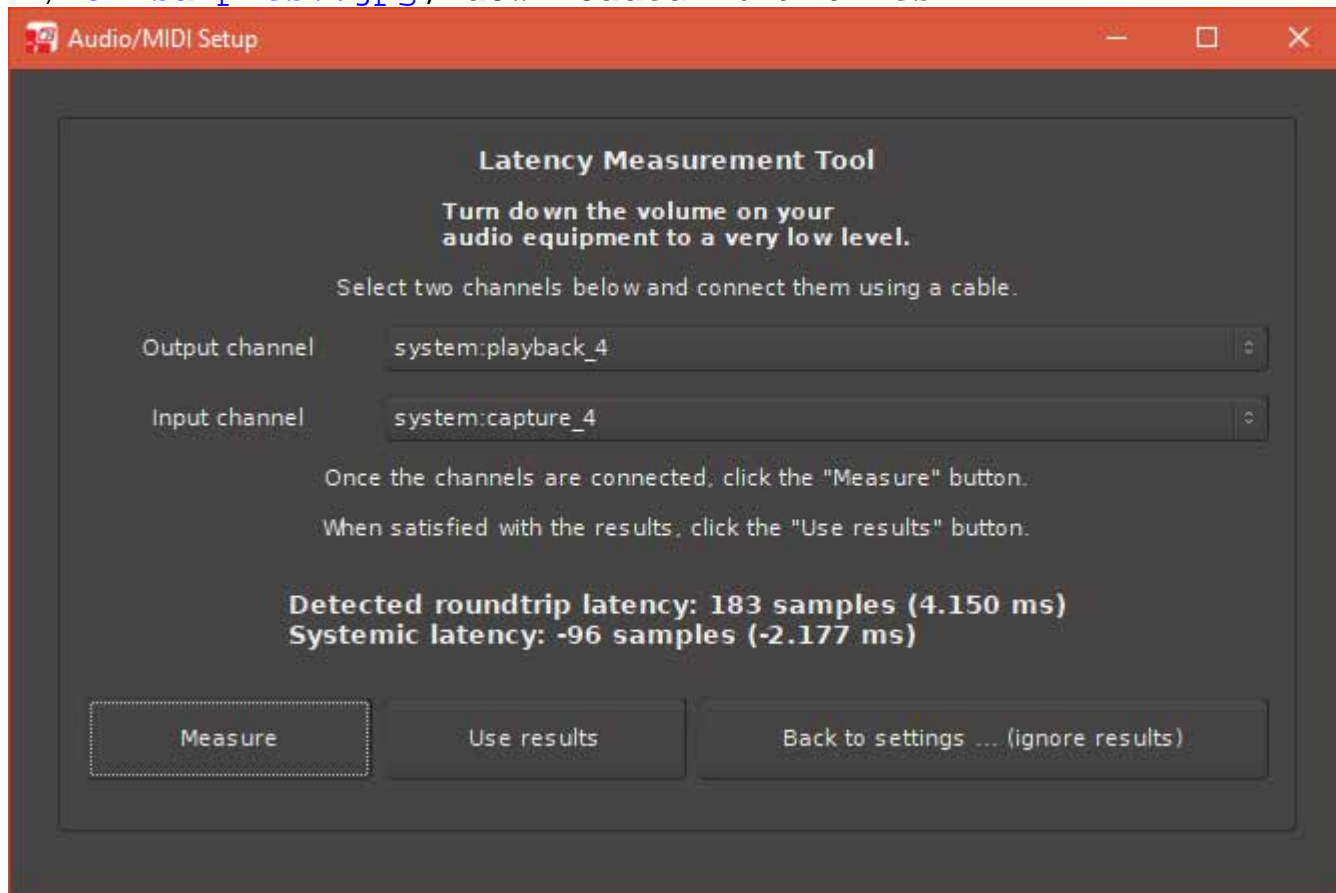 Audio/MIDI Setup
Latency Measurement Tool
Turn down the volume on your
audio equipment to a very low level.
Select two channels below and connect them using a cable.
Output channel system:playback_4
Input channel system:capture_4
Once the channels are connected, click the "Measure" button.
When satisfied with the results, click the "Use results" button.
Detected roundtrip latency: 183 samples (4.150 ms)
Systemic latency: -96 samples (-2.177 ms)
Measure Use results Back to settings ... (ignore results)